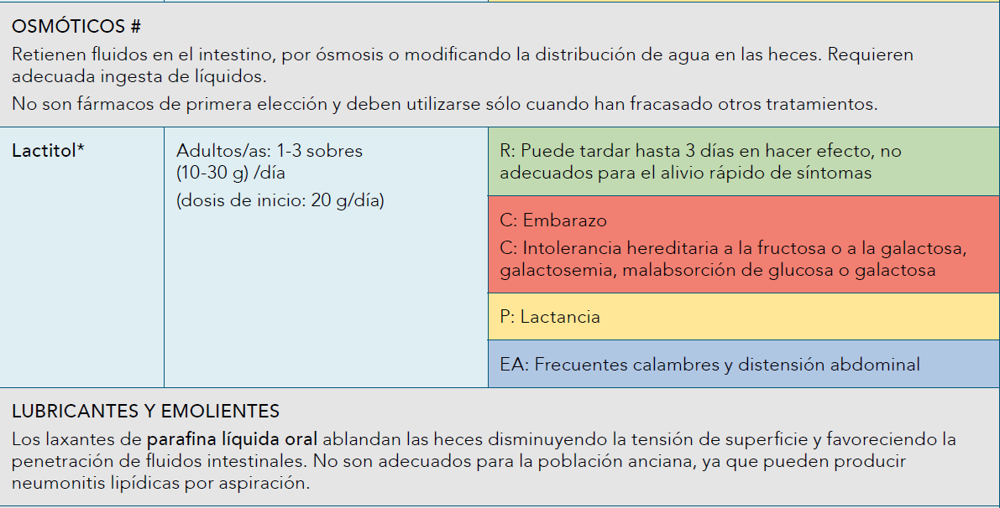 OSMÓTICOS #
Retienen fluidos en el intestino, por ósmosis o modificando la distribución de agua en las heces. Requieren
adecuada ingesta de líquidos.
No son fármacos de primera elección y deben utilizarse sólo cuando han fracasado otros tratamientos.
Lactitol*
Adultos/as: 1-3 sobres
(10-30 g) /día
(dosis de inicio: 20 g/día)
R: Puede tardar hasta 3 días en hacer efecto, no
adecuados para el alivio rápido de síntomas
C: Embarazo
C: Intolerancia hereditaria a la fructosa o a la galactosa,
galactosemia, malabsorción de glucosa o galactosa
P: Lactancia
EA: Frecuentes calambres y distensión abdominal
LUBRICANTES Y EMOLIENTES
Los laxantes de parafina líquida oral ablandan las heces disminuyendo la tensión de superficie y favoreciendo la
penetración de fluidos intestinales. No son adecuados para la población anciana, ya que pueden producir
neumonitis lipídicas por aspiración.